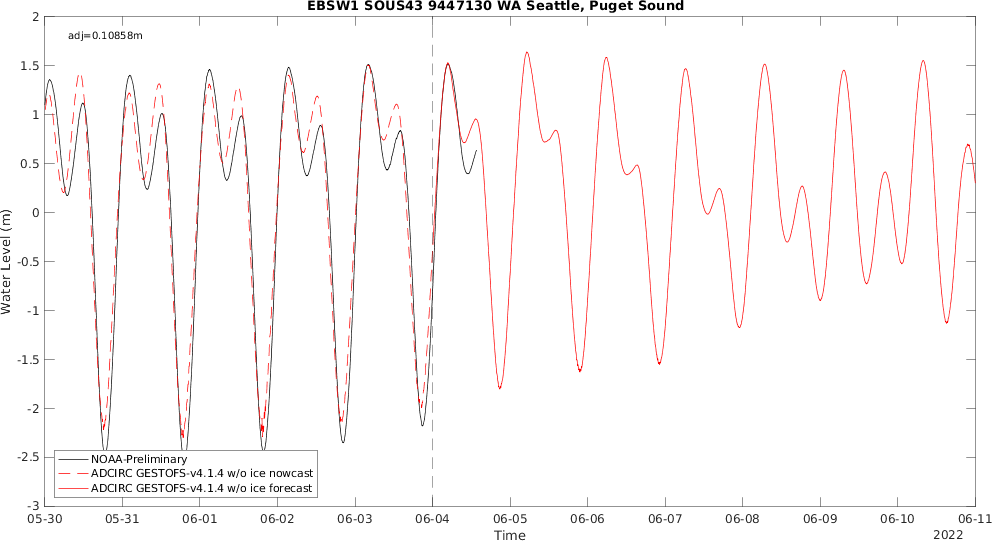 EBSW1 SOUS43 9447130 WA Seattle, Puget Sound
adj=0.10858m
2
1.5
1
0.5
0
-0.5
-1
-1.5
-2
-2.5
-3
Water Level (m)
NOAA-Preliminary
ADCIRC GESTOFS-v4.1.4 w/o ice nowcast
ADCIRC GESTOFS-v4.1.4 w/o ice forecast
05-30 05-31 06-01 06-02 06-03 06-04 06-05 06-06 06-07 06-08 06-09 06-10 06-11
Time
2022